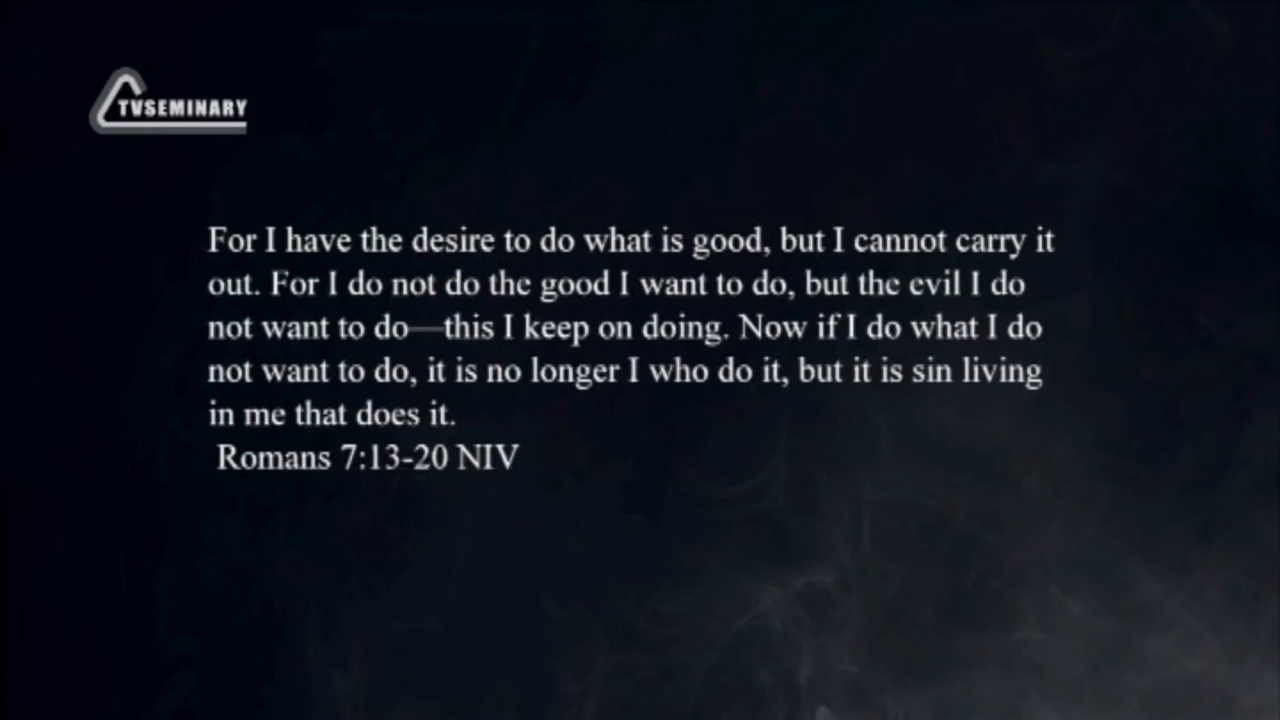 TVSEMINARY
For I have the desire to do what is good, but I cannot carry it
out. For I do not do the good I want to do, but the evil I do
not want to do—this I keep on doing. Now if I do what I do
not want to do, it is no longer I who do it, but it is sin living
in me that does it.
Romans 7:13-20 NIV